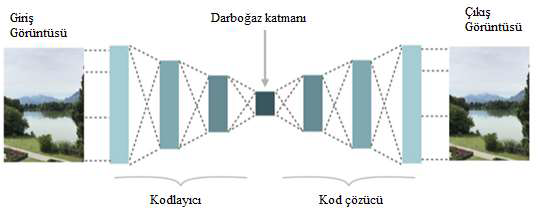 Giriş
Görüntüsü
Darboğaz katmanı
Çıkış
Görüntüsü
Kodlayıcı
Kod çözücü